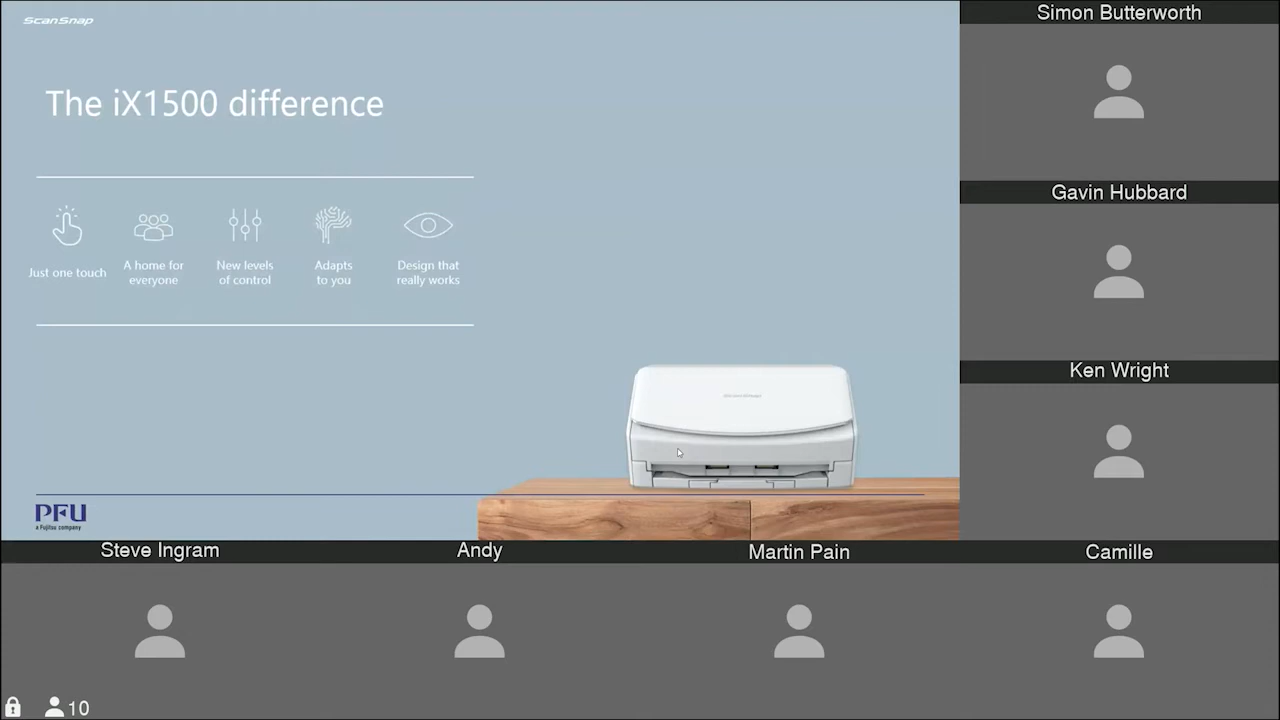 ScanSnap
The iX1500 difference
Just one touch
A home for
everyone
New levels
of control
Adapts
to you
Design that
really works
ScanSnap
PFU
a Fujitsu company
Simon Butterworth
Gavin Hubbard
Ken Wright
Steve Ingram
Andy
Martin Pain
Camille
10